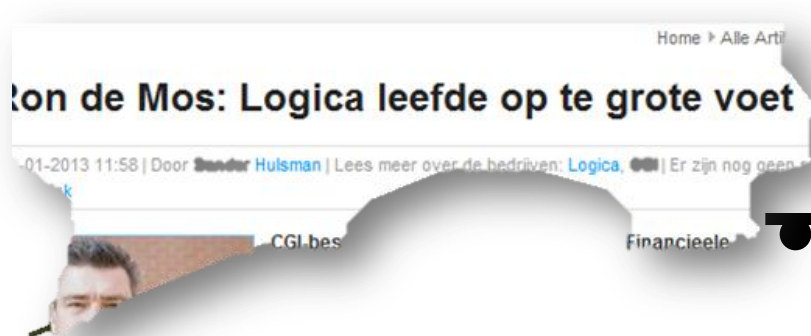 Home Alle Arti
Ron de Mos: Logica leefde op te grote voet
-01-2013 11:58 | Door Hulsman | Lees meer over de bedrijven: Logica, | Er zijn nog geen
k
CGI-bes Financieele